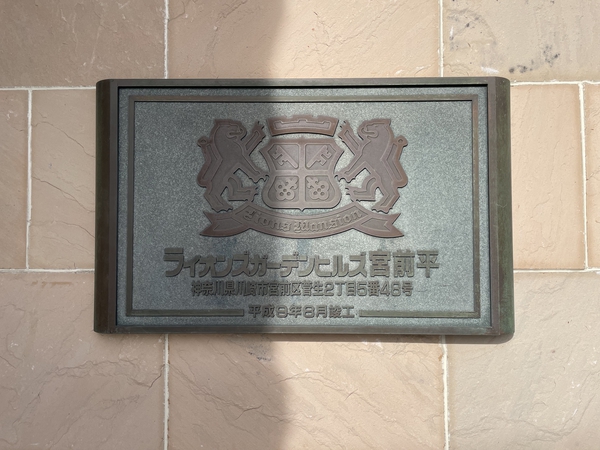 Lions Mansion
ライオンズガーデンヒルズ宮前平
神奈川県川崎市宮前区菅生2丁目5番48号
平成8年8月竣工